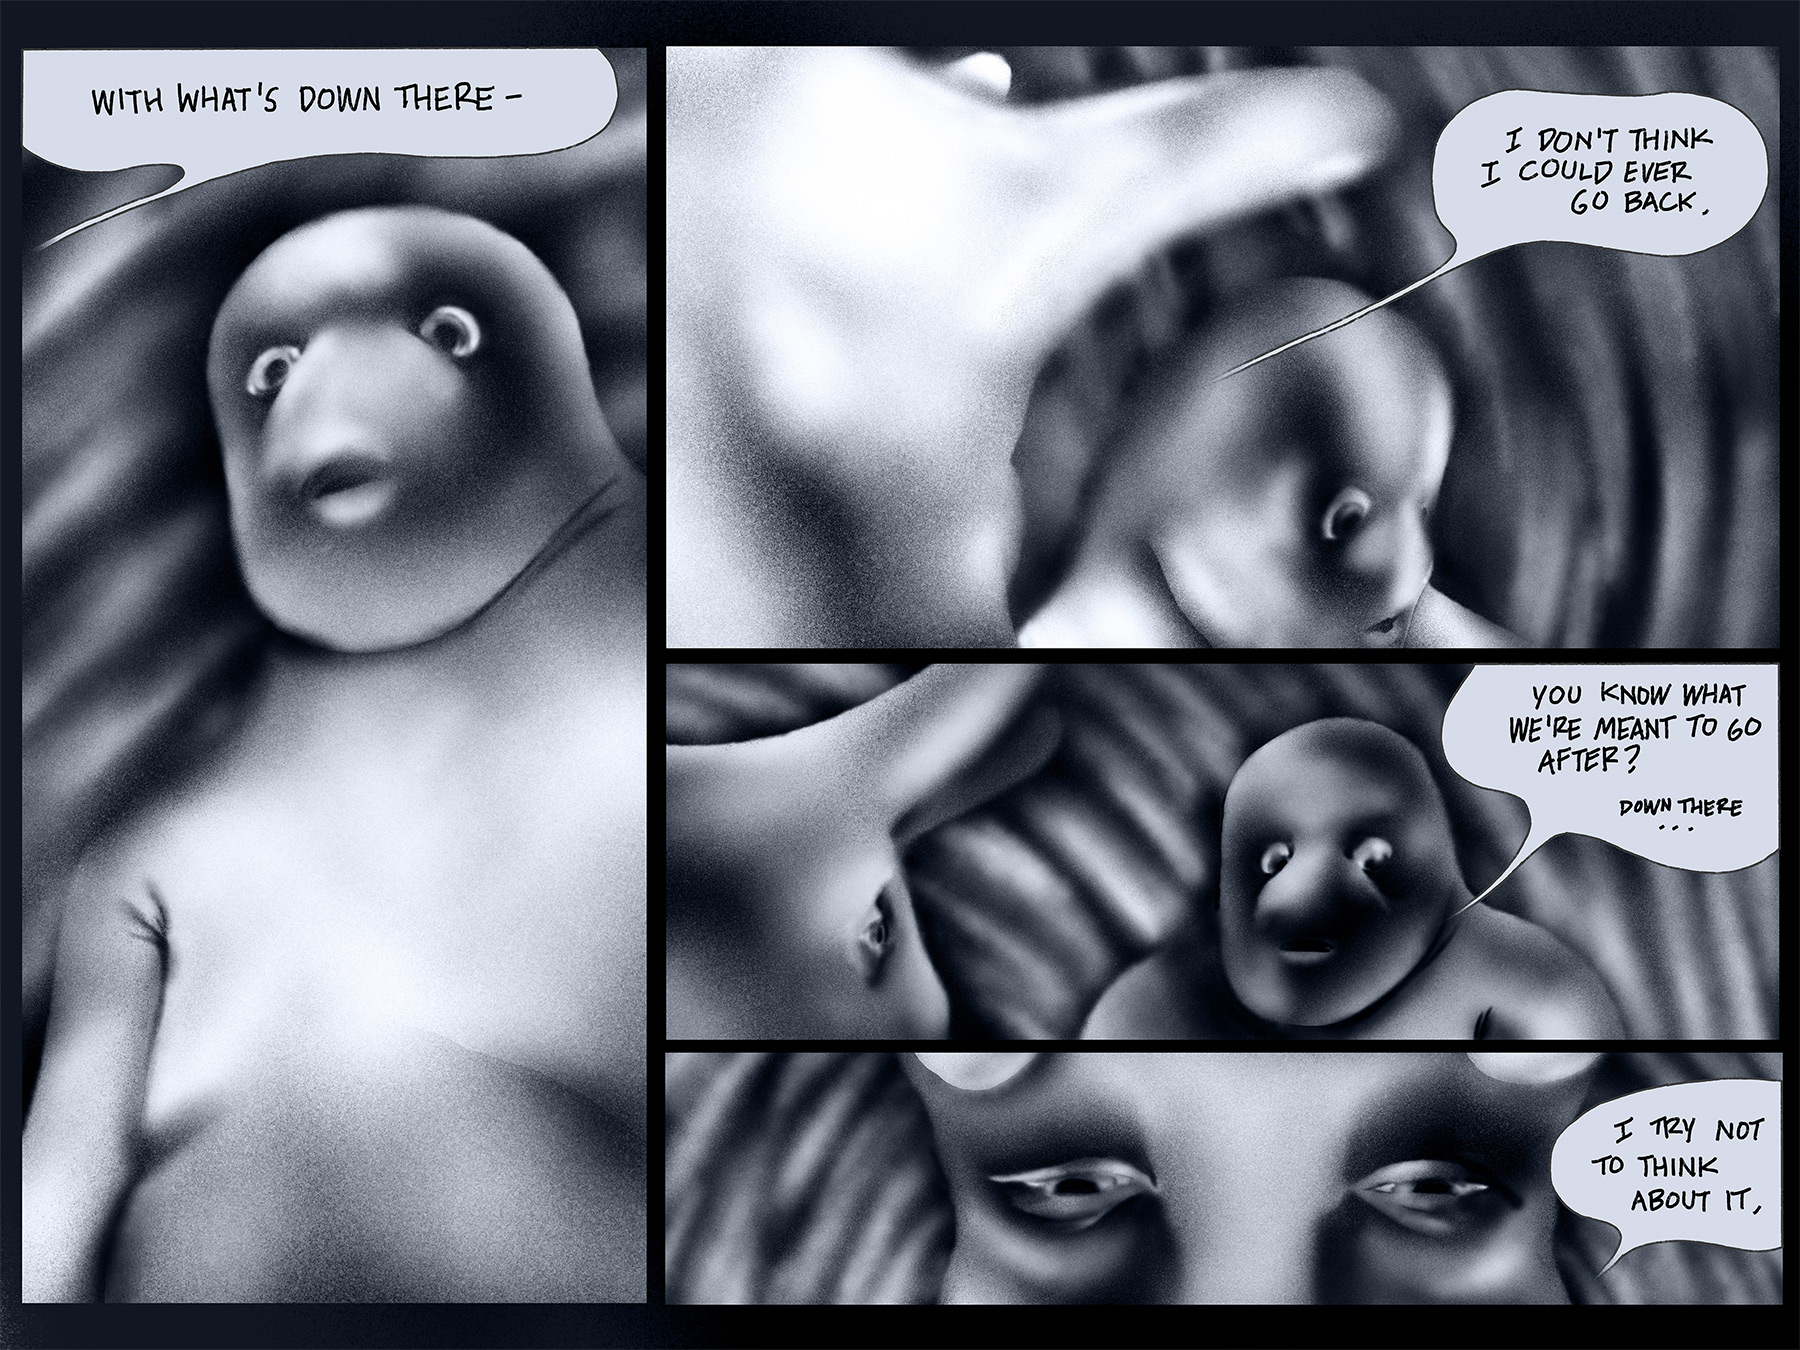 WITH WHAT'S DOWN THERE -
I DON'T THINK
I COULD EVER
GO BACK.
YOU KNOW WHAT
WE'RE MEANT TO GO
AFTER?
DOWN THERE
...
I TRY NOT
TO THINK
ABOUT IT,